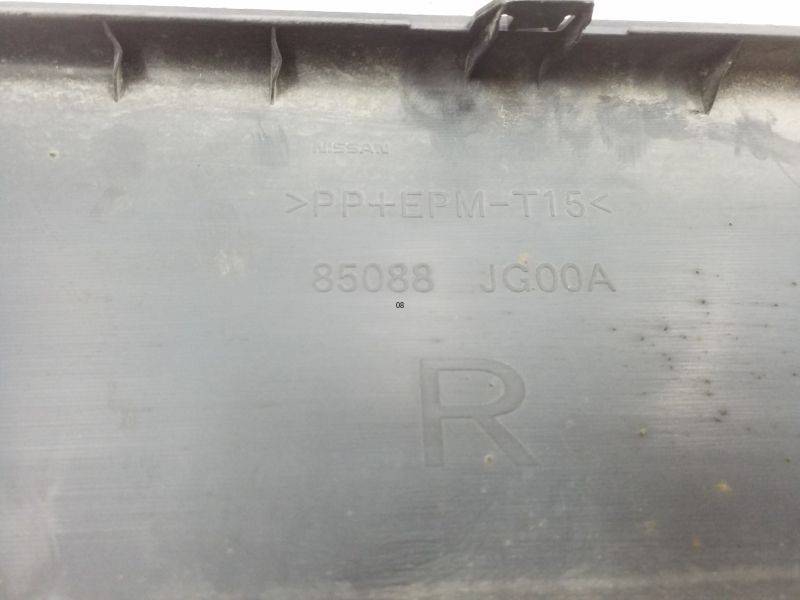 NISSAN
>PP+EPM-T15<
85088 JG00A
08
R